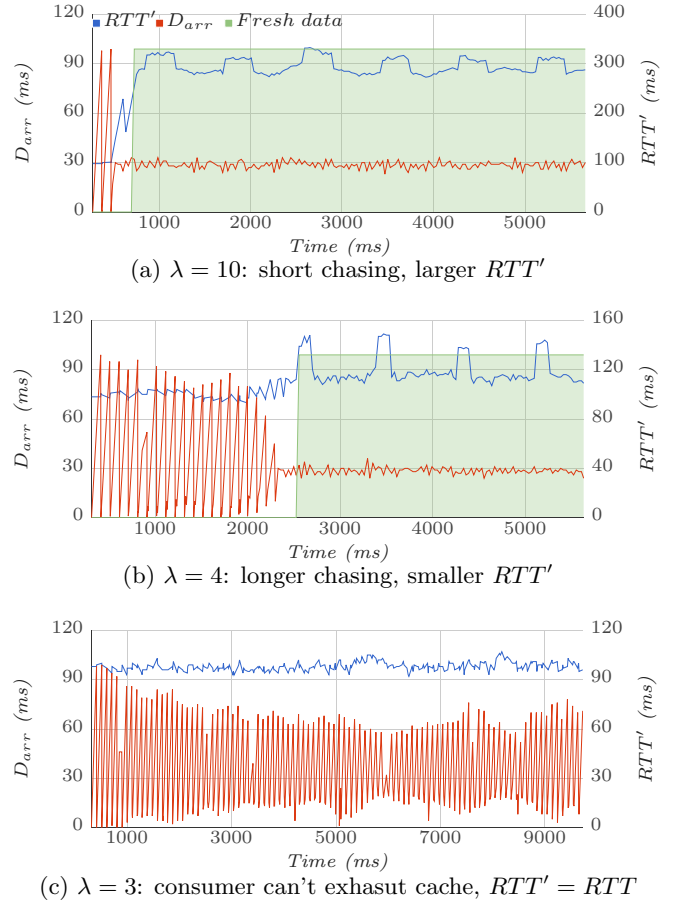 RTT′ D_arr Fresh data
120 400
90 300
60 200
30 100
0 0
D_arr (ms)
RTT′ (ms)
1000 2000 3000 4000 5000
Time (ms)
(a) λ = 10: short chasing, larger RTT′
120 160
90 120
60 80
30 40
0 0
D_arr (ms)
RTT′ (ms)
1000 2000 3000 4000 5000
Time (ms)
(b) λ = 4: longer chasing, smaller RTT′
120 120
90 90
60 60
30 30
0 0
D_arr (ms)
RTT′ (ms)
1000 3000 5000 7000 9000
Time (ms)
(c) λ = 3: consumer can't exhasut cache, RTT′ = RTT